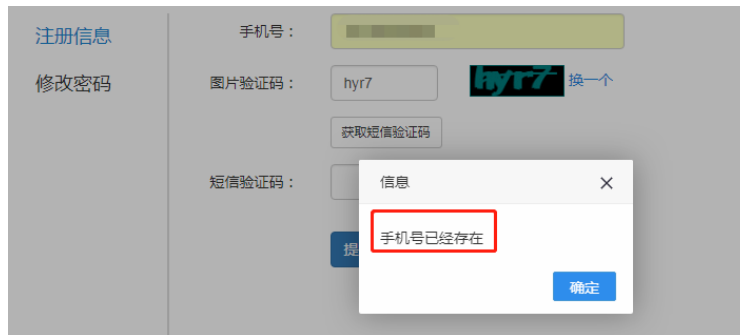 注册信息
修改密码
手机号：
图片验证码：
hyr7
hyr7
换一个
获取短信验证码
短信验证码：
信息
手机号已经存在
提
确定